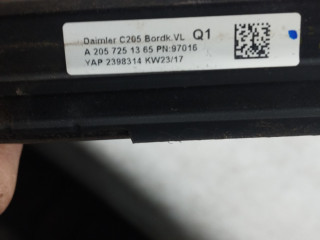 Daimler C205 Bordk.VL Q1
A 205 725 13 65 PN:97016
YAP 2398314 KW23/17